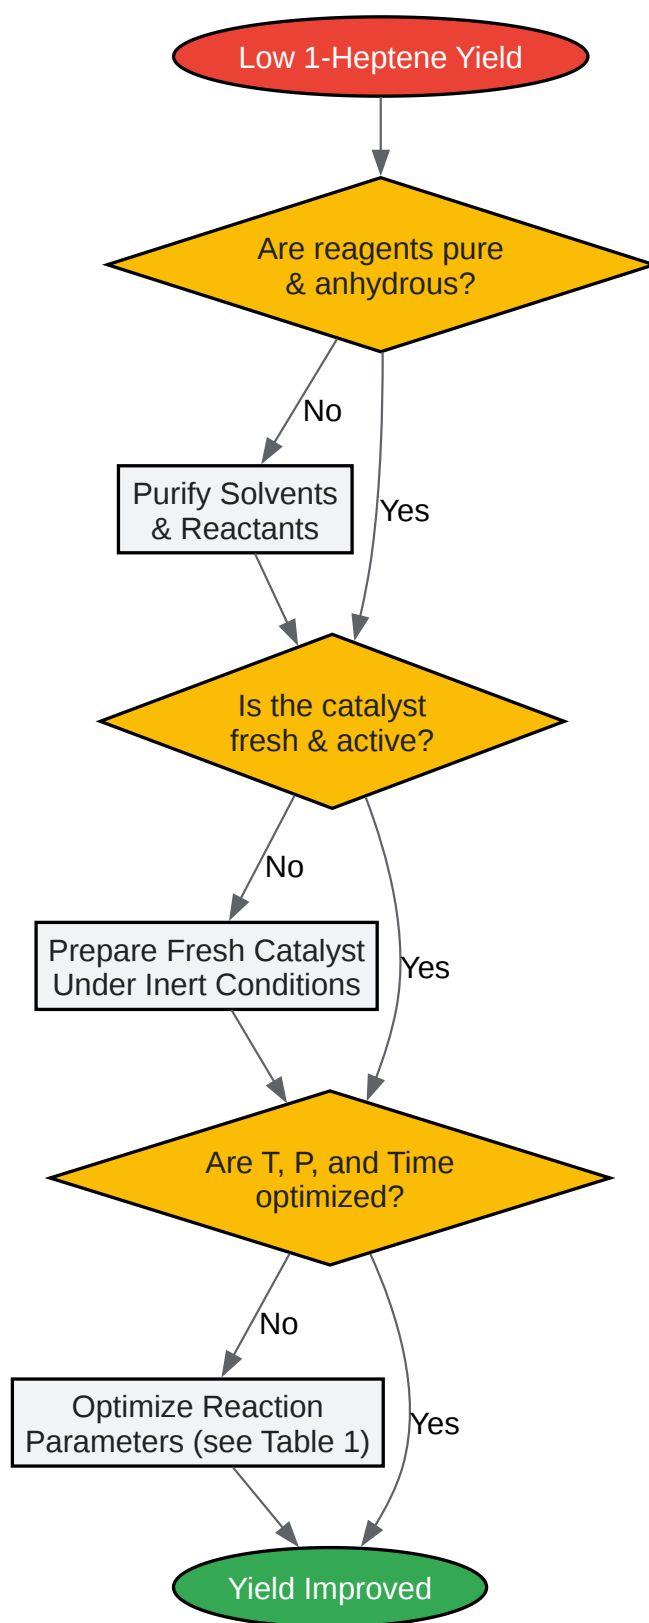 Low 1-Heptene Yield
Are reagents pure
& anhydrous?
No
Purify Solvents
& Reactants
Yes
Is the catalyst
fresh & active?
No
Prepare Fresh Catalyst
Under Inert Conditions
Yes
Are T, P, and Time
optimized?
No
Optimize Reaction
Parameters (see Table 1)
Yes
Yield Improved